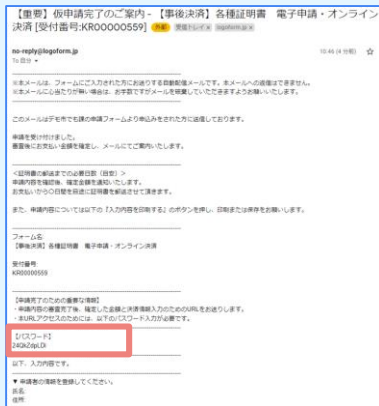 【重要】仮申請完了のご案内 - 【事後決済】各種証明書　電子申請・オンライン
決済 [受付番号:KR00000559] 外部 受信トレイ× logoform.jp×
no-reply@logoform.jp
To 自分
10:46 (4 分前)
※本メールは、フォームにご入力された方にお送りする自動配信メールです。本メールへの返信はできません。
※本メールに心当たりが無い場合は、お手数ですがメールを破棄していただきますようお願いいたします。
このメールはデモ市でも課の申請フォームより申込みをされた方に送信しております。
申請を受け付けました。
審査後にお支払い金額を確定し、メールにてご案内いたします。
＜証明書の郵送までの必要日数（目安）＞
申請内容を確認後、確定金額を通知いたします。
お支払いから〇日間を目途に証明書を郵送させて頂きます。
また、申請内容については以下の「入力内容を印刷する」のボタンを押し、印刷または保存をお願いします。
フォーム名
【事後決済】各種証明書　電子申請・オンライン決済
受付番号
KR00000559
【申請完了のための重要な情報】
・申請内容の審査完了後、確定した金額と決済情報入力のためのURLをお送りします。
・本URLアクセスのためには、以下のパスワード入力が必要です。
【パスワード】
24QkZdpLDi
以下、入力内容です。
▼ 申請者の情報を登録してください。
氏名:
住所: